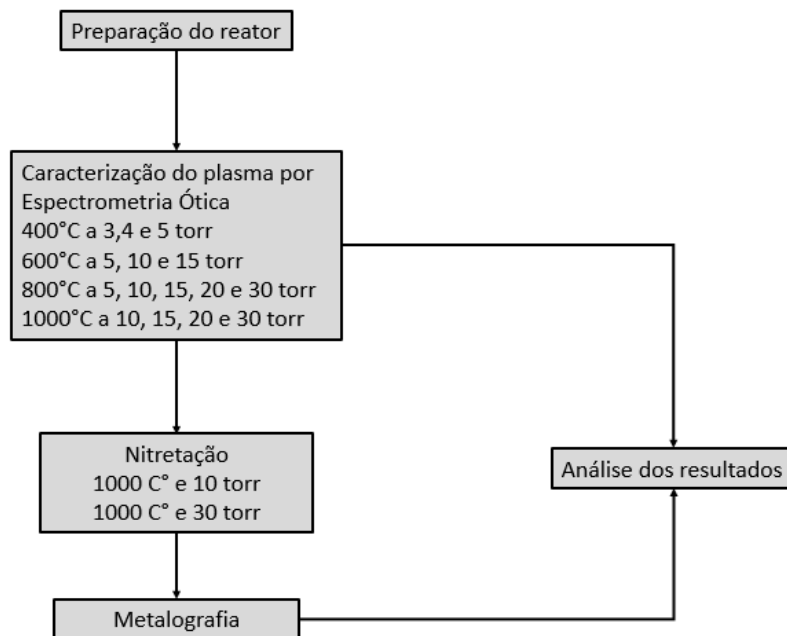 Preparação do reator
Caracterização do plasma por
Espectrometria Ótica
400°C a 3,4 e 5 torr
600°C a 5, 10 e 15 torr
800°C a 5, 10, 15, 20 e 30 torr
1000°C a 10, 15, 20 e 30 torr
Nitretação
1000 C° e 10 torr
1000 C° e 30 torr
Análise dos resultados
Metalografia